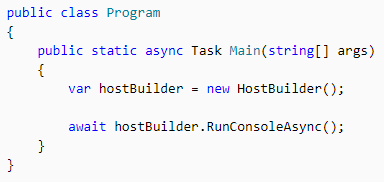 public class Program
{
    public static async Task Main(string[] args)
    {
        var hostBuilder = new HostBuilder();

        await hostBuilder.RunConsoleAsync();
    }
}